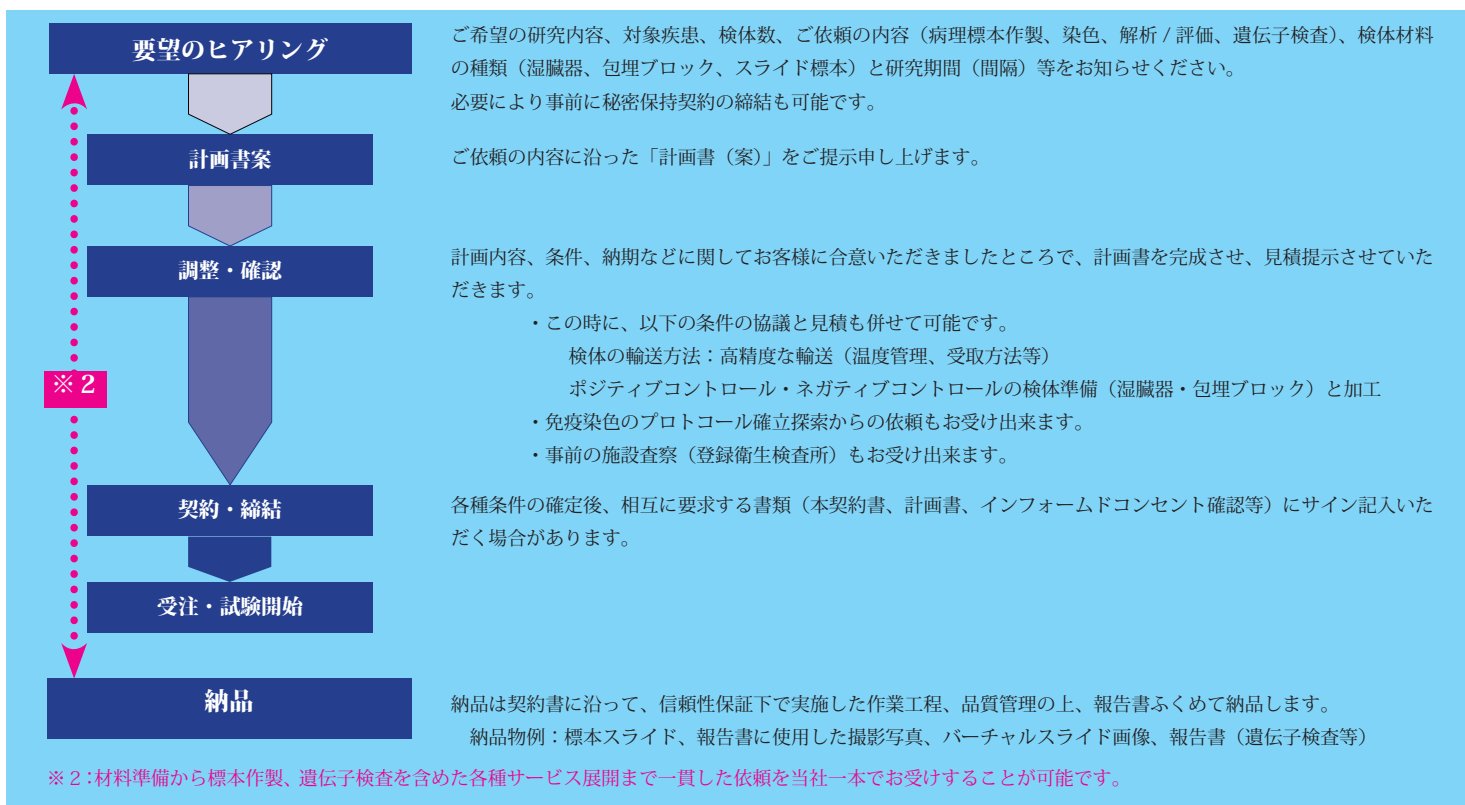 要望のヒアリング
ご希望の研究内容、対象疾患、検体数、ご依頼の内容（病理標本作製、染色、解析 / 評価、遺伝子検査）、検体材料
の種類（湿臓器、包埋ブロック、スライド標本）と研究期間（間隔）等をお知らせください。
必要により事前に秘密保持契約の締結も可能です。
計画書案
ご依頼の内容に沿った「計画書（案）」をご提示申し上げます。
調整・確認
計画内容、条件、納期などに関してお客様に合意いただきましたところで、計画書を完成させ、見積提示させていた
だきます。
・この時に、以下の条件の協議と見積も併せて可能です。
検体の輸送方法：高精度な輸送（温度管理、受取方法等）
ポジティブコントロール・ネガティブコントロールの検体準備（湿臓器・包埋ブロック）と加工
・免疫染色のプロトコール確立探索からの依頼もお受け出来ます。
・事前の施設査察（登録衛生検査所）もお受け出来ます。
※２
契約・締結
各種条件の確定後、相互に要求する書類（本契約書、計画書、インフォームドコンセント確認等）にサイン記入いた
だく場合があります。
受注・試験開始
納品
納品は契約書に沿って、信頼性保証下で実施した作業工程、品質管理の上、報告書ふくめて納品します。
納品物例：標本スライド、報告書に使用した撮影写真、バーチャルスライド画像、報告書（遺伝子検査等）
※２：材料準備から標本作製、遺伝子検査を含めた各種サービス展開まで一貫した依頼を当社一本でお受けすることが可能です。